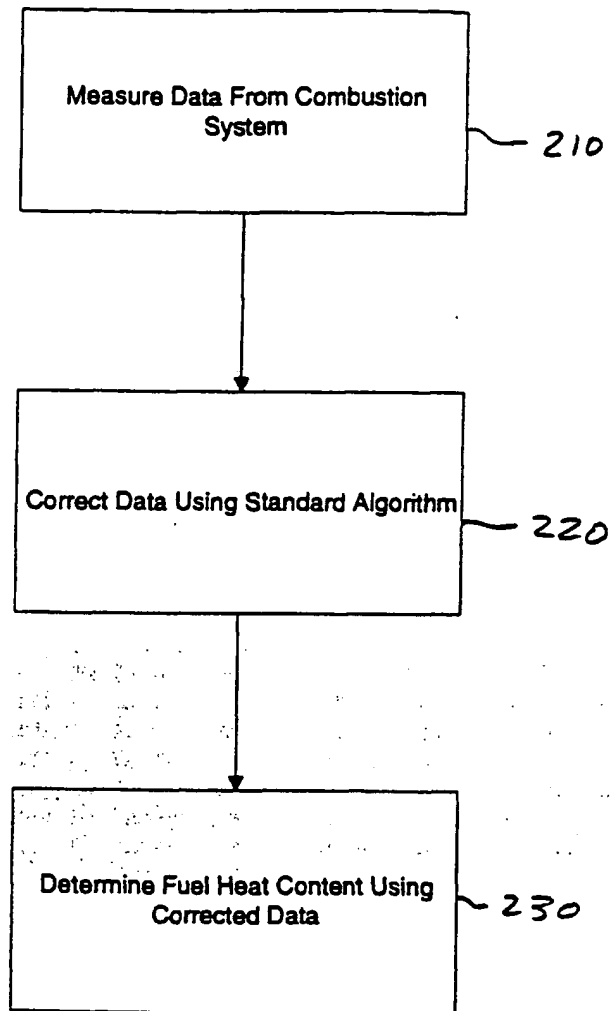 Measure Data From Combustion
System
210
Correct Data Using Standard Algorithm
220
Determine Fuel Heat Content Using
Corrected Data
230